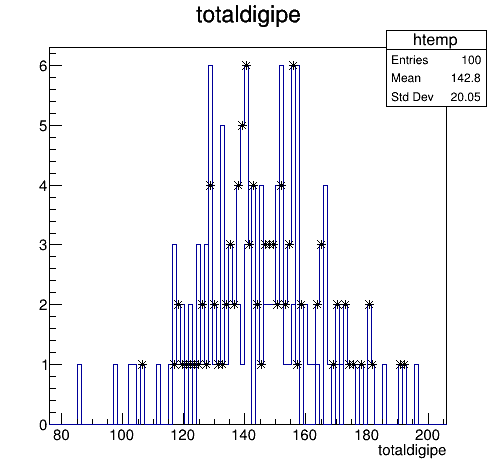 totaldigipe
htemp
Entries 100
Mean 142.8
Std Dev 20.05
6
5
4
3
2
1
0
80 100 120 140 160 180 200
totaldigipe